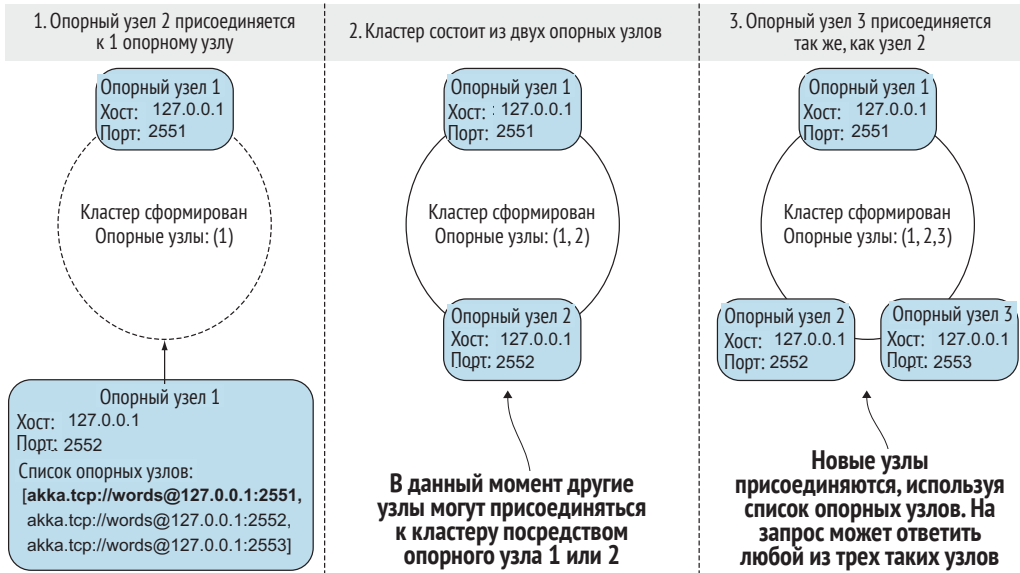 1. Опорный узел 2 присоединяется
к 1 опорному узлу
Опорный узел 1
Хост: 127.0.0.1
Порт: 2551
Кластер сформирован
Опорные узлы: (1)
Опорный узел 1
Хост: 127.0.0.1
Порт: 2552
Список опорных узлов:
[akka.tcp://words@127.0.0.1:2551,
akka.tcp://words@127.0.0.1:2552,
akka.tcp://words@127.0.0.1:2553]
2. Кластер состоит из двух опорных узлов
Опорный узел 1
Хост: 127.0.0.1
Порт: 2551
Кластер сформирован
Опорные узлы: (1, 2)
Опорный узел 2
Хост: 127.0.0.1
Порт: 2552
В данный момент другие
узлы могут присоединяться
к кластеру посредством
опорного узла 1 или 2
3. Опорный узел 3 присоединяется
так же, как узел 2
Опорный узел 1
Хост: 127.0.0.1
Порт: 2551
Кластер сформирован
Опорные узлы: (1, 2,3)
Опорный узел 2
Хост: 127.0.0.1
Порт: 2552
Опорный узел 3
Хост: 127.0.0.1
Порт: 2553
Новые узлы
присоединяются, используя
список опорных узлов. На
запрос может ответить
любой из трех таких узлов